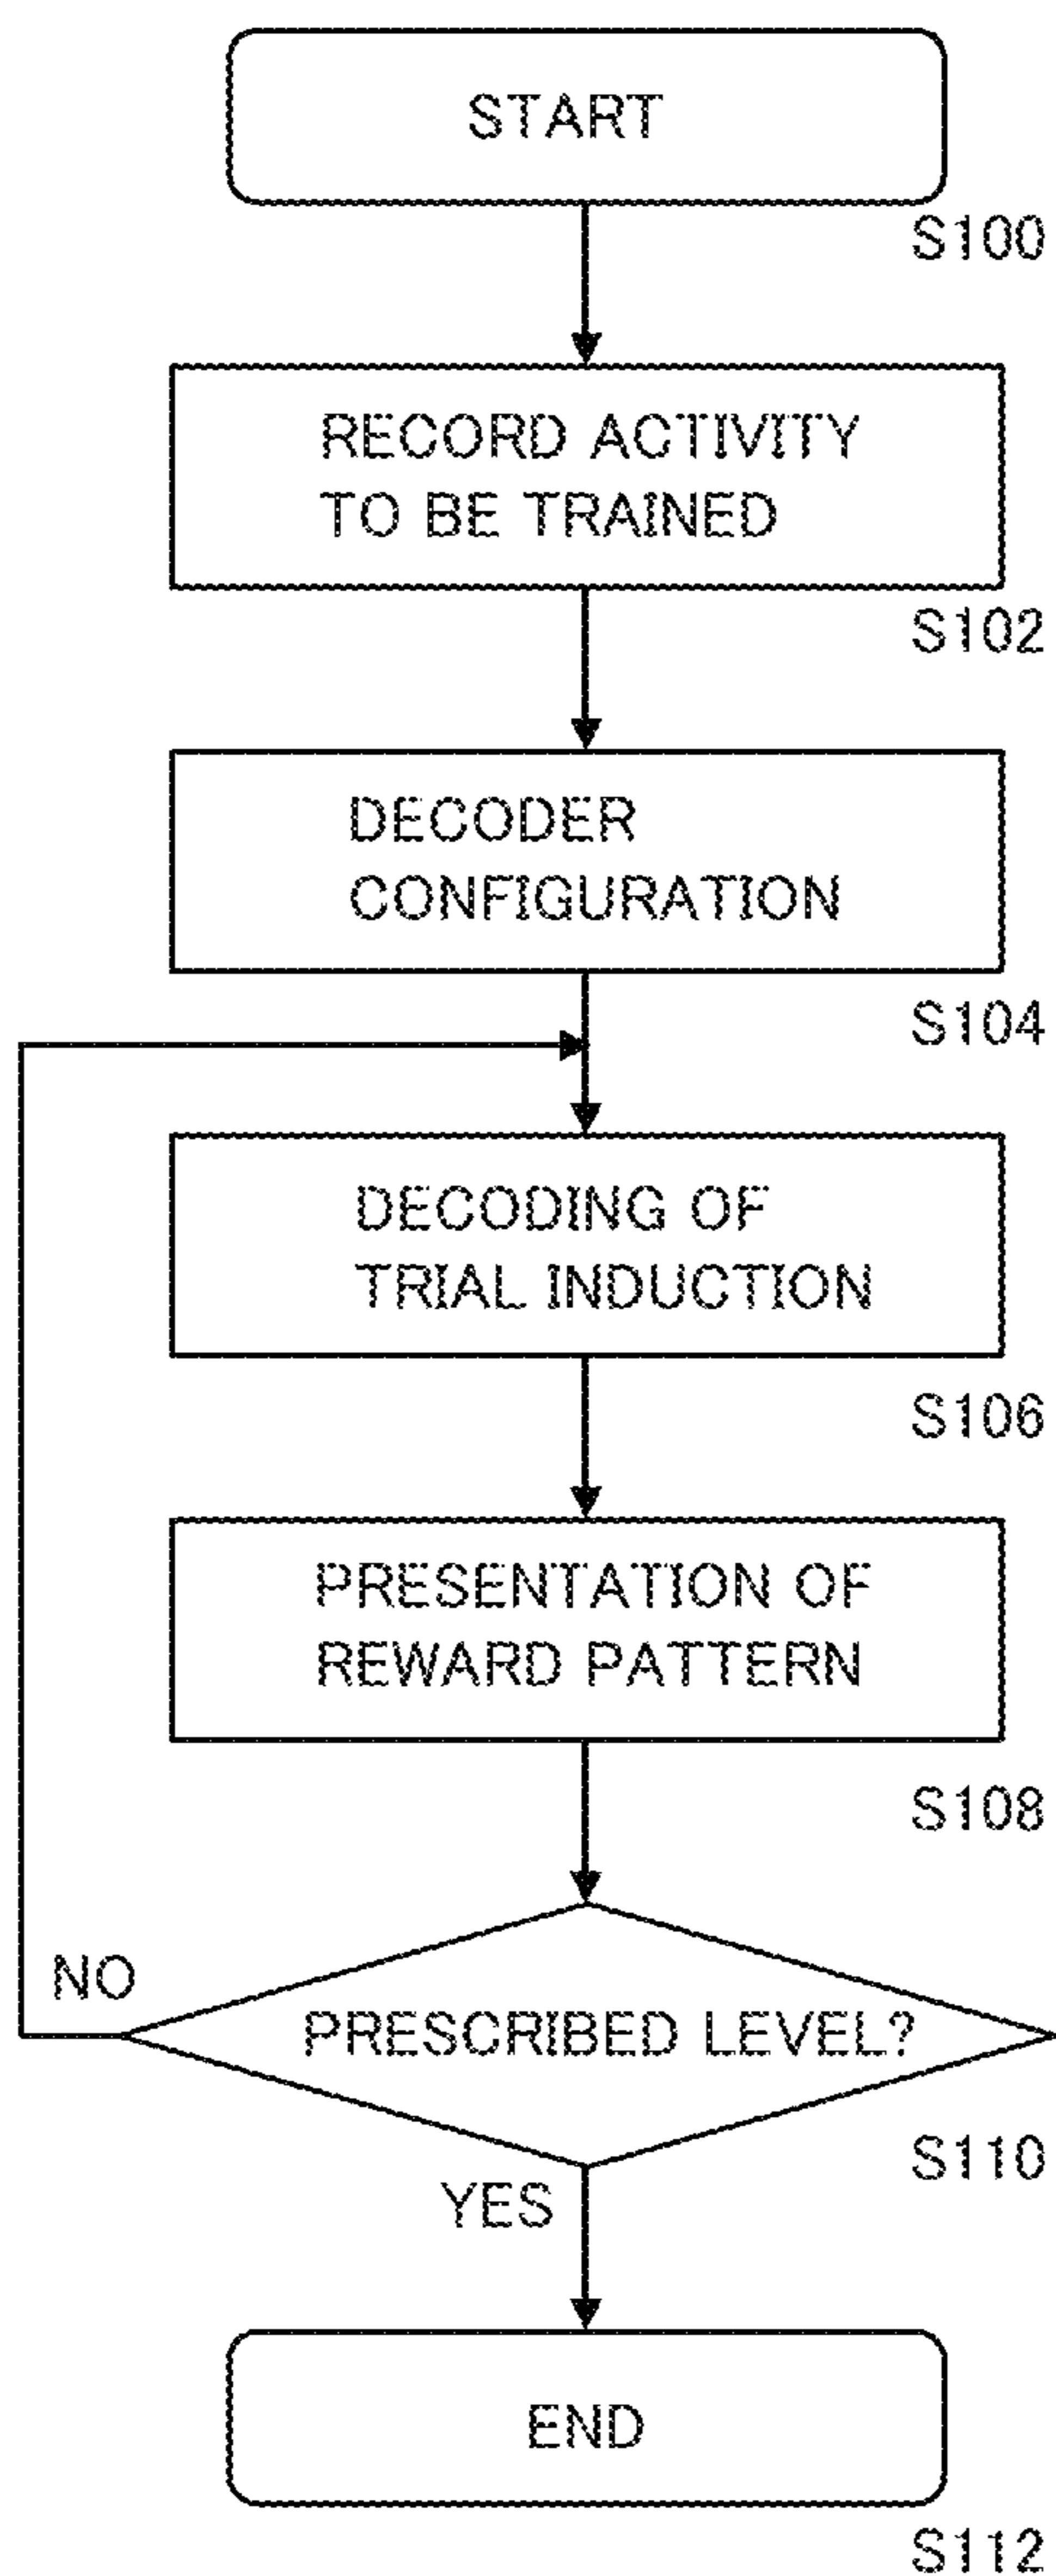 START
S100
RECORD ACTIVITY
TO BE TRAINED
S102
DECODER
CONFIGURATION
S104
DECODING OF
TRIAL INDUCTION
S106
PRESENTATION OF
REWARD PATTERN
S108
NO
PRESCRIBED LEVEL?
S110
YES
END
S112